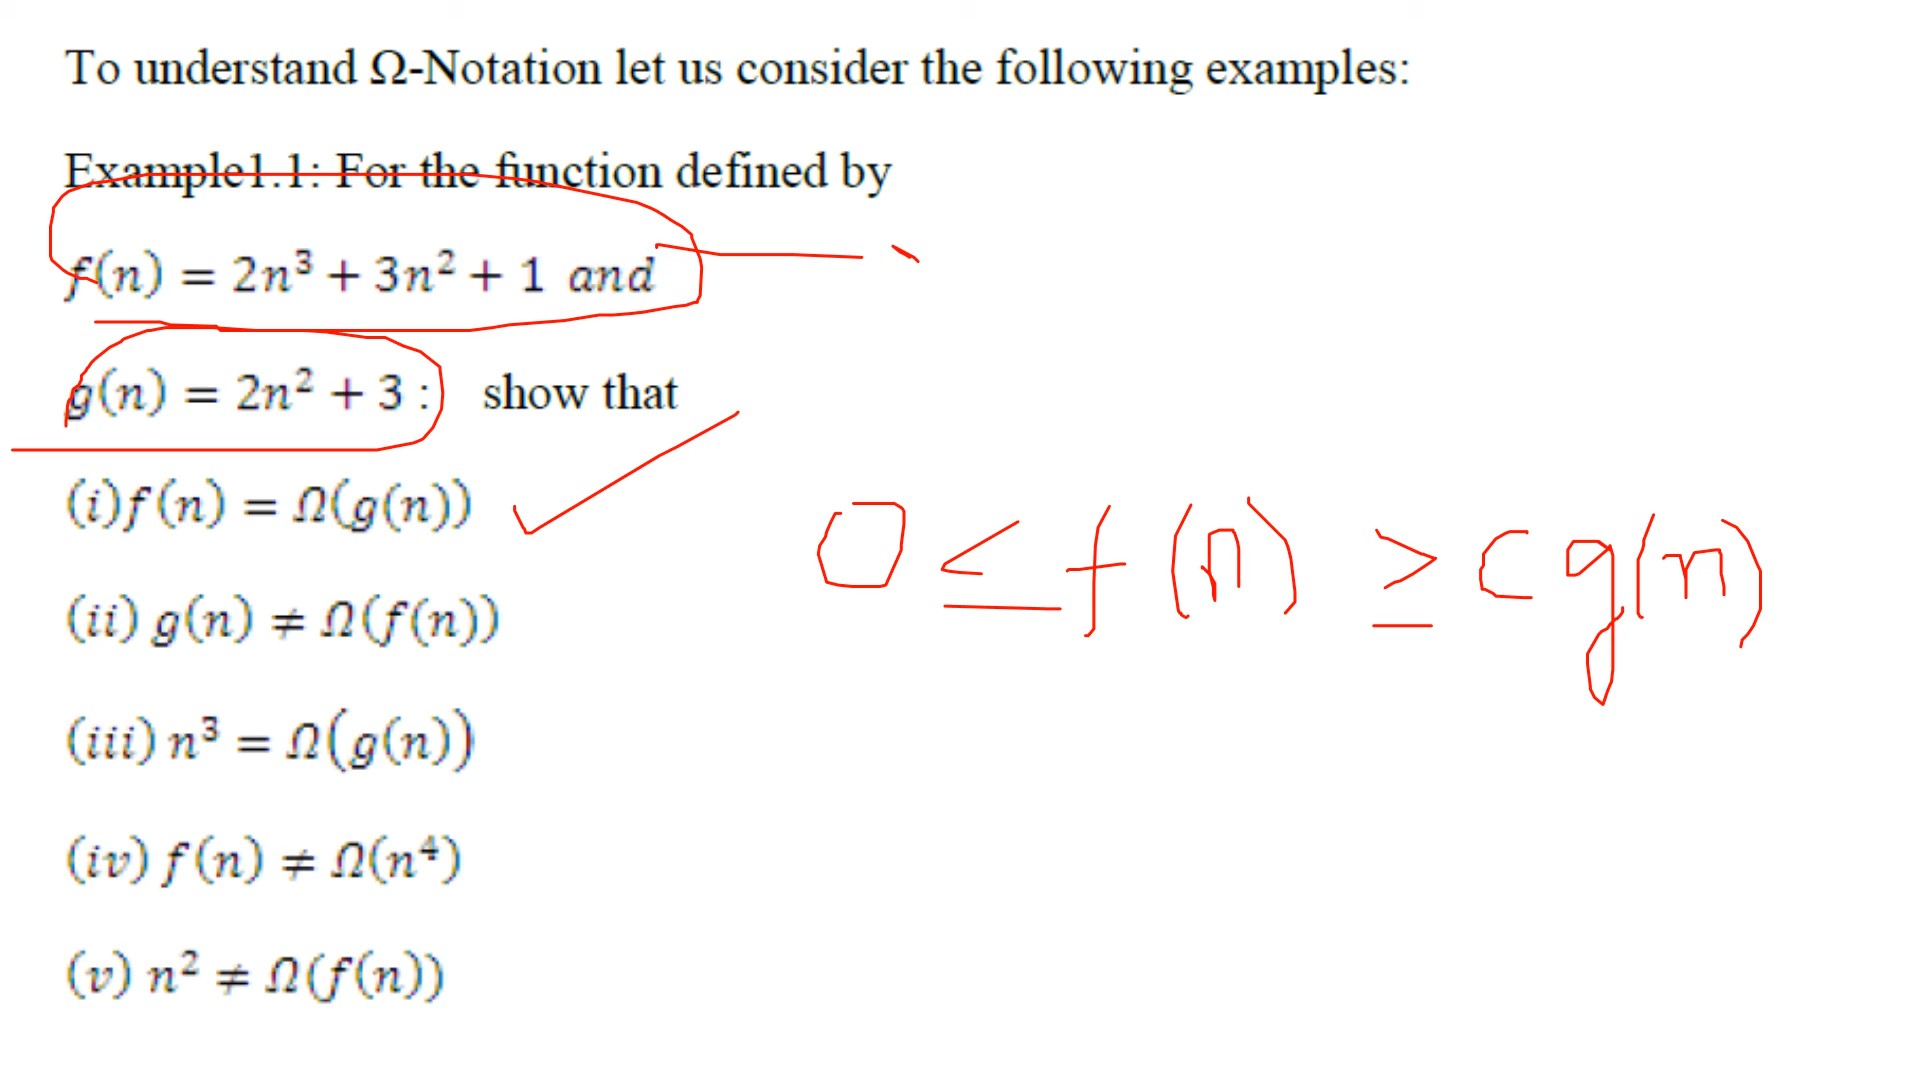 To understand Ω-Notation let us consider the following examples:
Example1.1: For the function defined by
f(n) = 2n³ + 3n² + 1 and
g(n) = 2n² + 3 : show that
(i)f(n) = Ω(g(n))
0 ≤ f(n) ≥ c g(n)
(ii) g(n) ≠ Ω(f(n))
(iii) n³ = Ω(g(n))
(iv) f(n) ≠ Ω(n⁴)
(v) n² ≠ Ω(f(n))